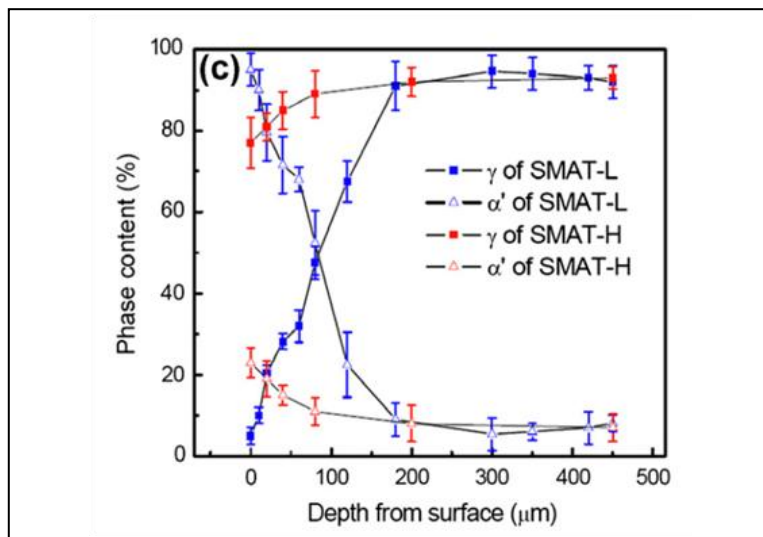 (c)
100
80
60
40
20
0
Phase content (%)
γ of SMAT-L
α' of SMAT-L
γ of SMAT-H
α' of SMAT-H
0 100 200 300 400 500
Depth from surface (μm)